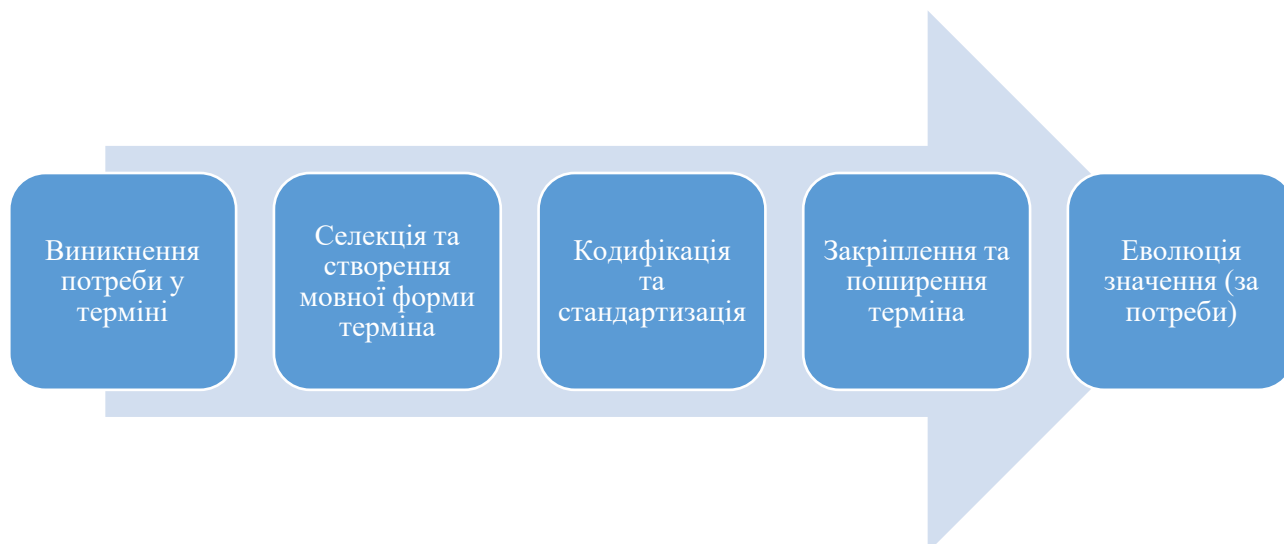 Виникнення
потреби у
терміні
Селекція та
створення
мовної форми
терміна
Кодифікація
та
стандартизація
Закріплення та
поширення
терміна
Еволюція
значення (за
потреби)